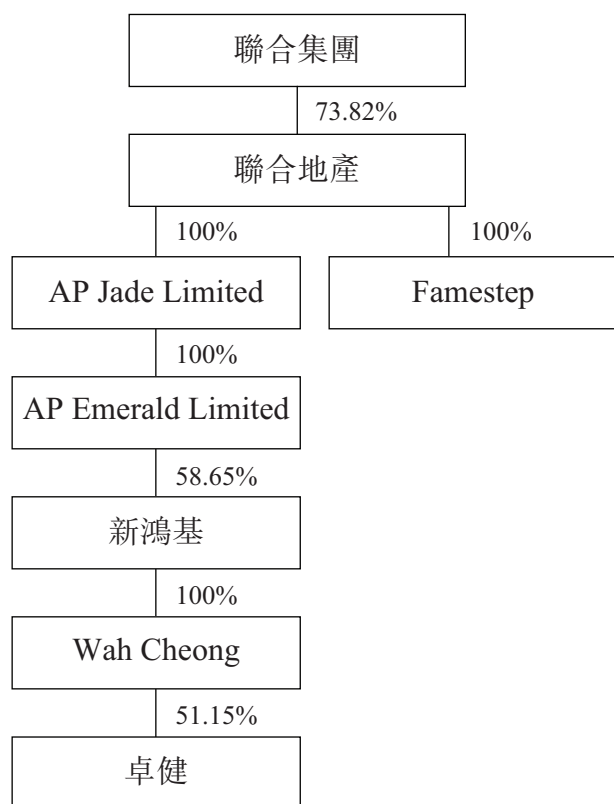 聯合集團
73.82%
聯合地產
100%
100%
AP Jade Limited
Famestep
100%
AP Emerald Limited
58.65%
新鴻基
100%
Wah Cheong
51.15%
卓健